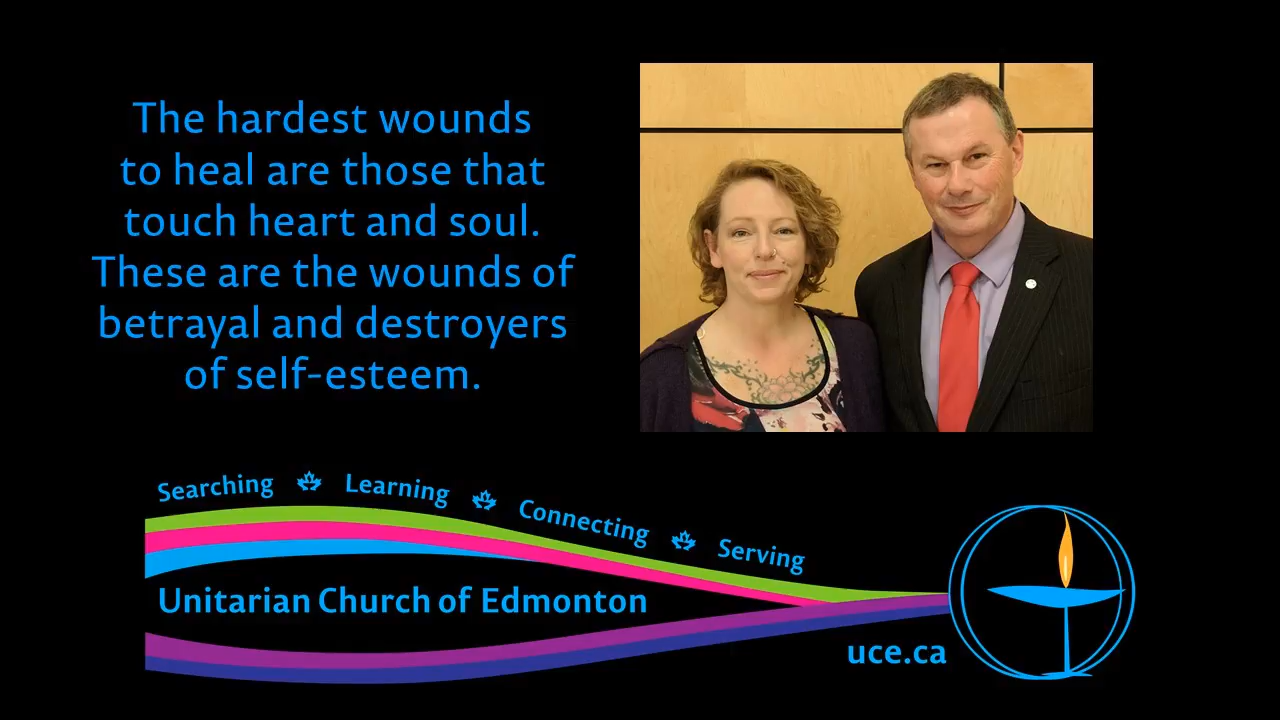 The hardest wounds
to heal are those that
touch heart and soul.
These are the wounds of
betrayal and destroyers
of self-esteem.
Searching Learning Connecting Serving
Unitarian Church of Edmonton
uce.ca